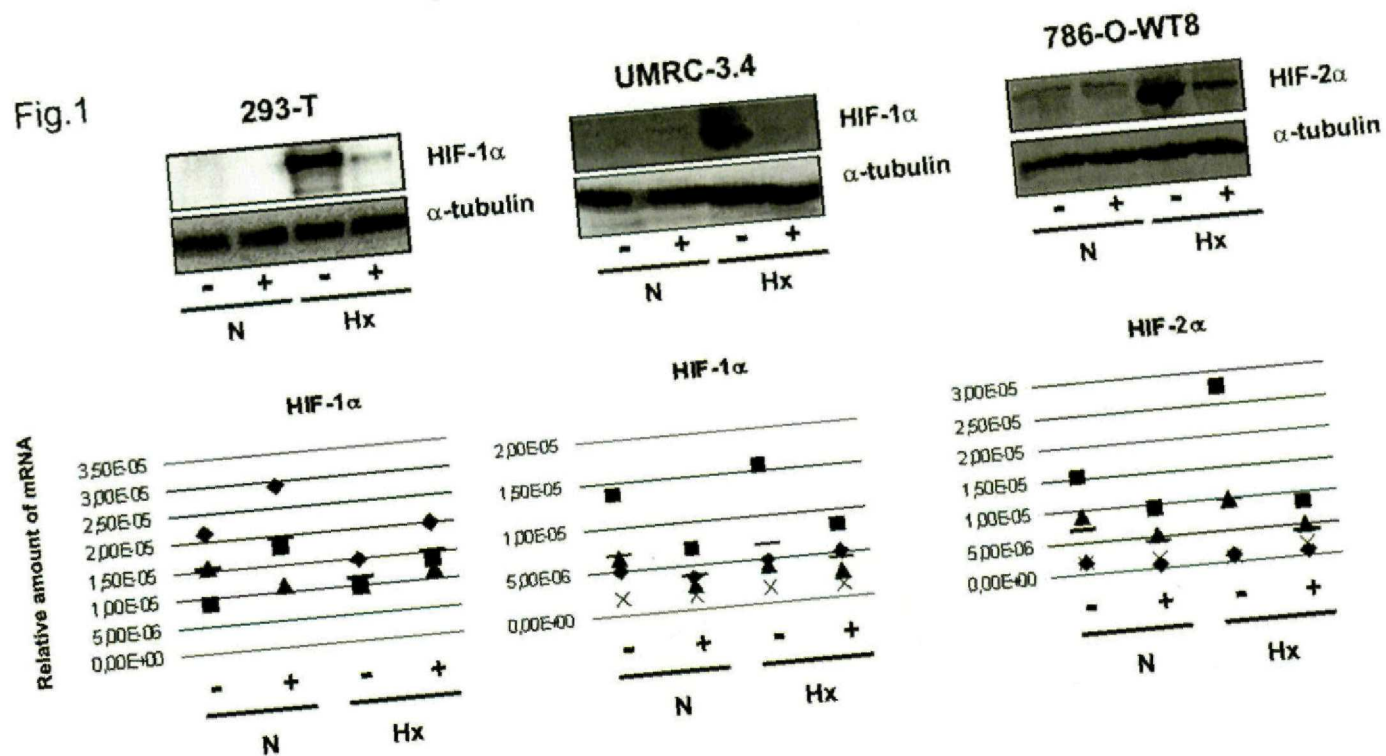 Fig.1
293-T
HIF-1α
α-tubulin
- + - +
N Hx
UMRC-3.4
HIF-1α
α-tubulin
- + - +
N Hx
786-O-WT8
HIF-2α
α-tubulin
- + - +
N Hx
Relative amount of mRNA
HIF-1α
3,50E-05
3,00E-05
2,50E-05
2,00E-05
1,50E-05
1,00E-05
5,00E-06
0,00E+00
- + - +
N Hx
HIF-1α
2,00E-05
1,50E-05
1,00E-05
5,00E-06
0,00E+00
- + - +
N Hx
HIF-2α
3,00E-05
2,50E-05
2,00E-05
1,50E-05
1,00E-05
5,00E-06
0,00E+00
- + - +
N Hx